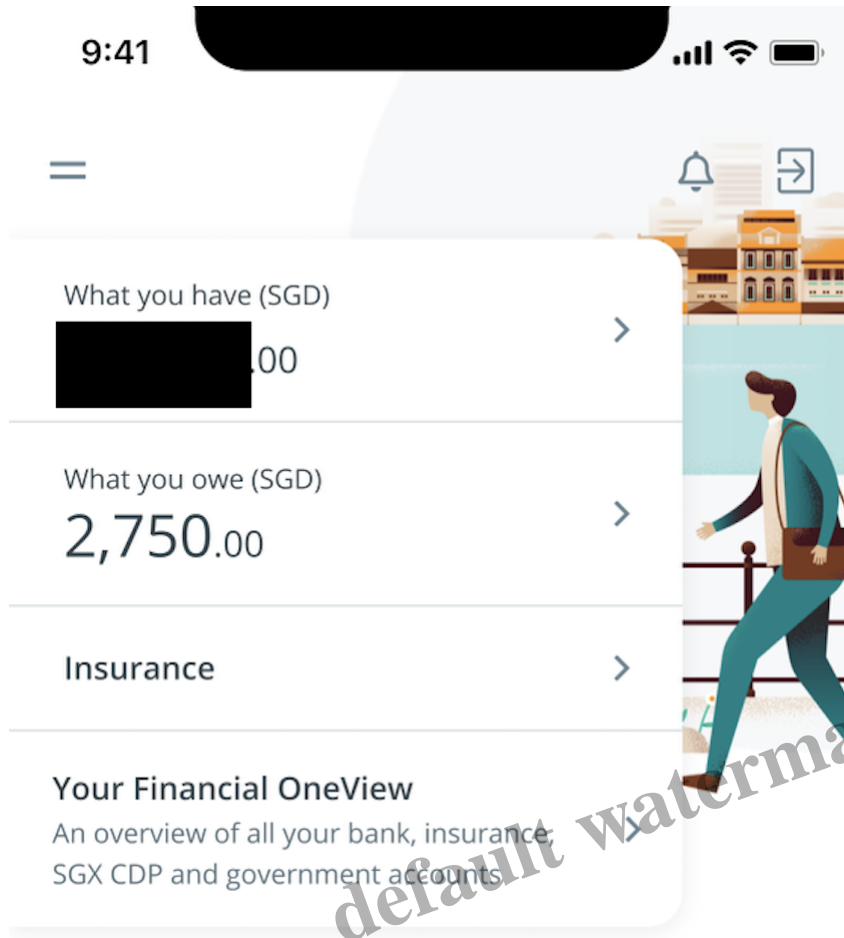 9:41
What you have (SGD)
.00
What you owe (SGD)
2,750.00
Insurance
Your Financial OneView
An overview of all your bank, insurance,
SGX CDP and government accounts
default waterma